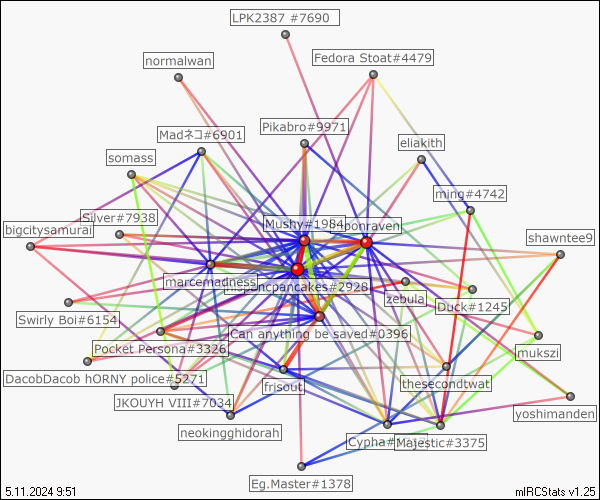 LPK2387 #7690
Fedora Stoat#4479
normalwan
Pikabro#9971
Madネコ#6901
eliakith
somass
ming#4742
Silver#7938
Mushy#1984
bonraven
bigcitysamurai
shawntee9
marcemadness
pancakes#2928
zebula
Duck#1245
Swirly Boi#6154
Can anything be saved#0396
Pocket Persona#3326
mukszi
DacobDacob hORNY police#5271
frisout
thesecondtwat
JKOUYH VIII#7034
yoshimanden
neokingghidorah
Cypha#
Majestic#3375
Eg.Master#1378
5.11.2024 9:51
mIRCStats v1.25